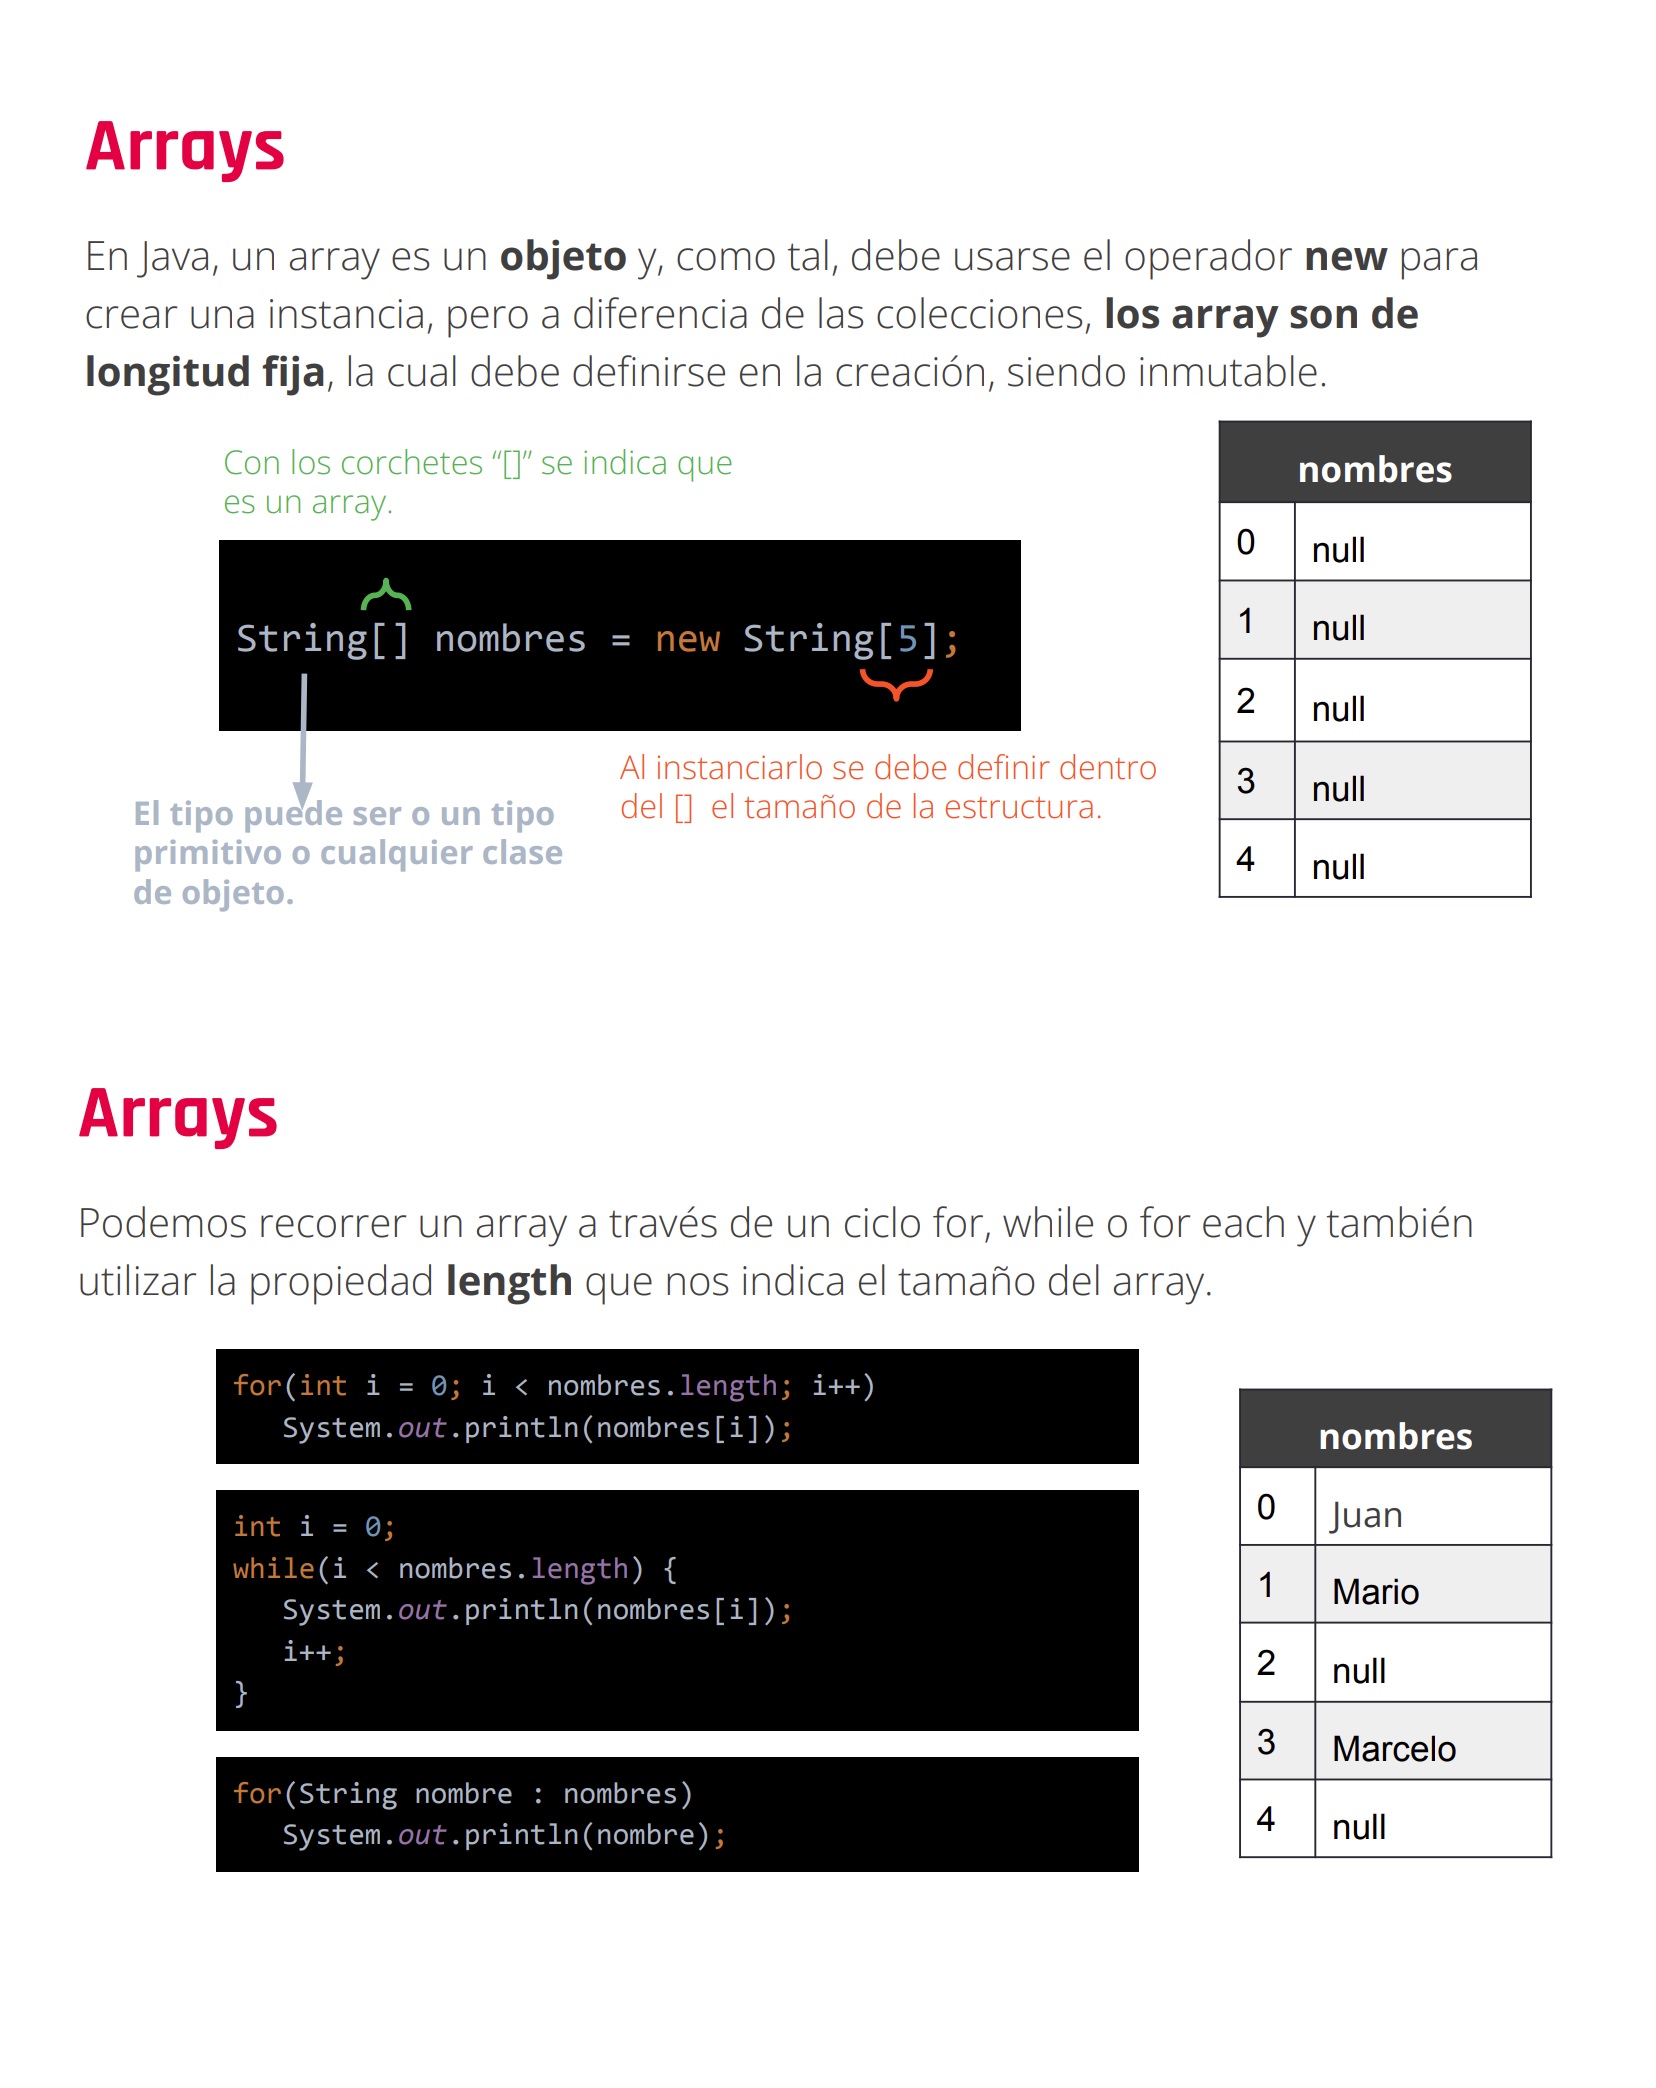 Arrays
En Java, un array es un objeto y, como tal, debe usarse el operador new para
crear una instancia, pero a diferencia de las colecciones, los array son de
longitud fija, la cual debe definirse en la creación, siendo inmutable.
Con los corchetes “[]” se indica que
es un array.
String[] nombres = new String[5];
El tipo puede ser o un tipo
primitivo o cualquier clase
de objeto.
Al instanciarlo se debe definir dentro
del [] el tamaño de la estructura.
nombres
0 null
1 null
2 null
3 null
4 null
Arrays
Podemos recorrer un array a través de un ciclo for, while o for each y también
utilizar la propiedad length que nos indica el tamaño del array.
for(int i = 0; i < nombres.length; i++)
System.out.println(nombres[i]);
int i = 0;
while(i < nombres.length) {
System.out.println(nombres[i]);
i++;
}
for(String nombre : nombres)
System.out.println(nombre);
nombres
0 Juan
1 Mario
2 null
3 Marcelo
4 null